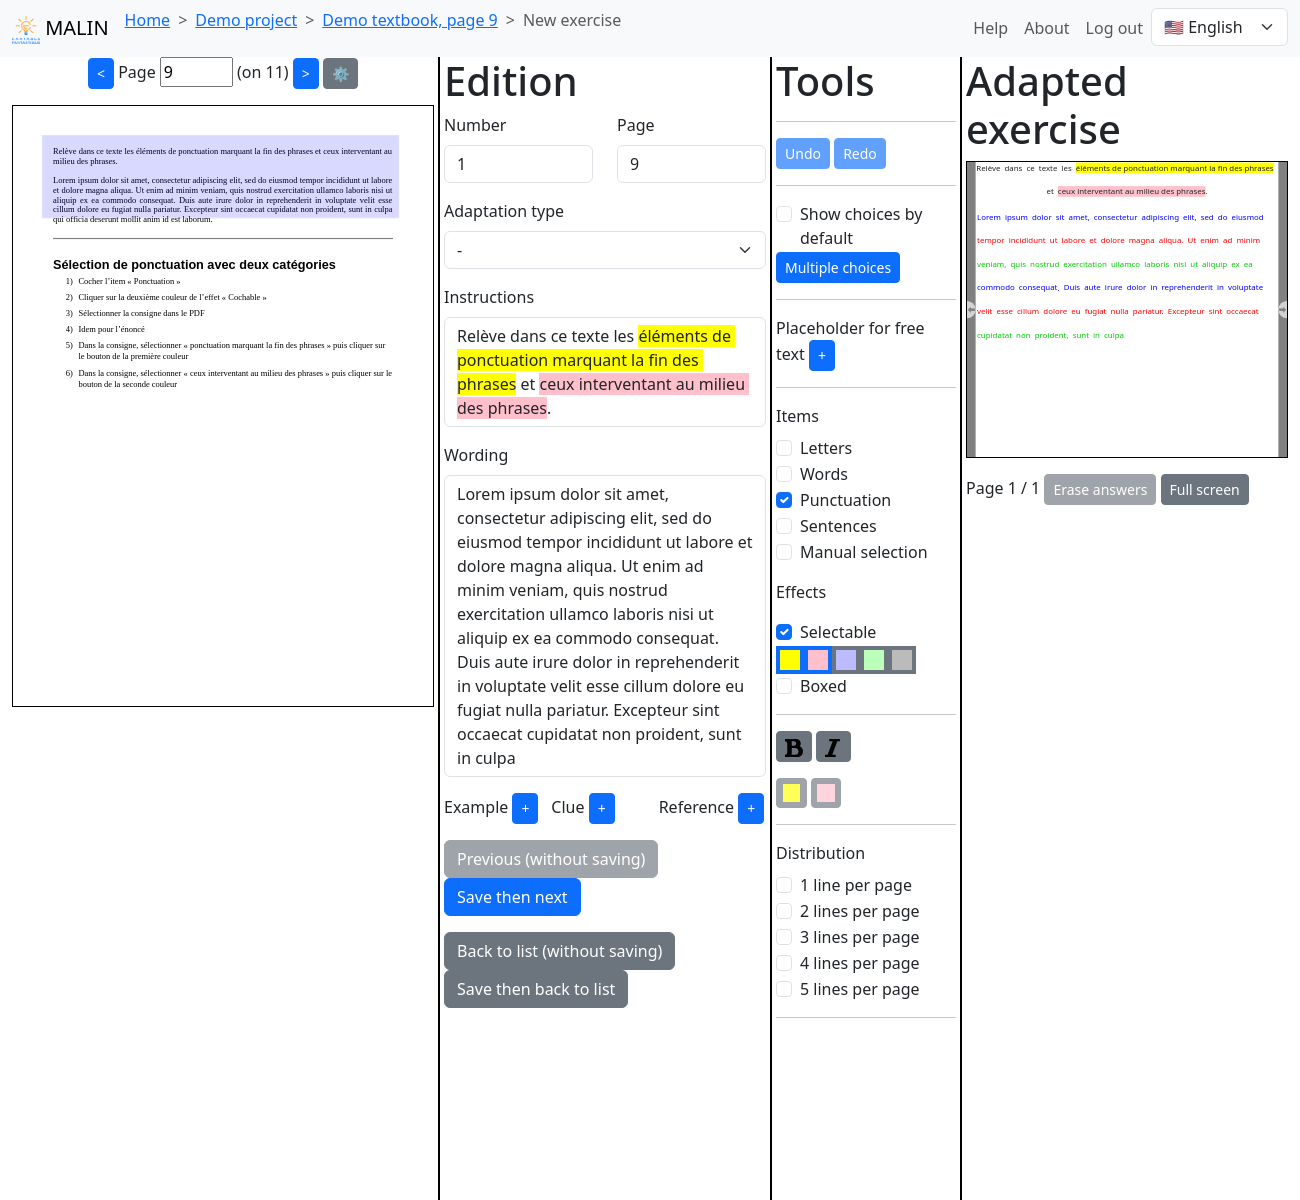 MALIN
Home > Demo project > Demo textbook, page 9 > New exercise
Help About Log out 🇺🇸 English
< Page 9 (on 11) > ⚙️
Relève dans ce texte les éléments de ponctuation marquant la fin des phrases et ceux intervenant au
milieu des phrases.
Lorem ipsum dolor sit amet, consectetur adipiscing elit, sed do eiusmod tempor incididunt ut labore
et dolore magna aliqua. Ut enim ad minim veniam, quis nostrud exercitation ullamco laboris nisi ut
aliquip ex ea commodo consequat. Duis aute irure dolor in reprehenderit in voluptate velit esse
cillum dolore eu fugiat nulla pariatur. Excepteur sint occaecat cupidatat non proident, sunt in culpa
qui officia deserunt mollit anim id est laborum.
Sélection de ponctuation avec deux catégories
1) Cocher l'item « Ponctuation »
2) Cliquer sur la deuxième couleur de l'effet « Cochable »
3) Sélectionner la consigne dans le PDF
4) Idem pour l'énoncé
5) Dans la consigne, sélectionner « ponctuation marquant la fin des phrases » puis cliquer sur
le bouton de la première couleur
6) Dans la consigne, sélectionner « ceux intervenant au milieu des phrases » puis cliquer sur le
bouton de la seconde couleur
Edition
Number Page
1 9
Adaptation type
-
Instructions
Relève dans ce texte les éléments de
ponctuation marquant la fin des
phrases et ceux interventant au milieu
des phrases.
Wording
Lorem ipsum dolor sit amet,
consectetur adipiscing elit, sed do
eiusmod tempor incididunt ut labore et
dolore magna aliqua. Ut enim ad
minim veniam, quis nostrud
exercitation ullamco laboris nisi ut
aliquip ex ea commodo consequat.
Duis aute irure dolor in reprehenderit
in voluptate velit esse cillum dolore eu
fugiat nulla pariatur. Excepteur sint
occaecat cupidatat non proident, sunt
in culpa
Example + Clue + Reference +
Previous (without saving)
Save then next
Back to list (without saving)
Save then back to list
Tools
Undo Redo
Show choices by
default
Multiple choices
Placeholder for free
text +
Items
Letters
Words
Punctuation
Sentences
Manual selection
Effects
Selectable
Boxed
B I
Distribution
1 line per page
2 lines per page
3 lines per page
4 lines per page
5 lines per page
Adapted
exercise
Relève dans ce texte les éléments de ponctuation marquant la fin des phrases
et ceux interventant au milieu des phrases.
Lorem ipsum dolor sit amet, consectetur adipiscing elit, sed do eiusmod
tempor incididunt ut labore et dolore magna aliqua. Ut enim ad minim
veniam, quis nostrud exercitation ullamco laboris nisi ut aliquip ex ea
commodo consequat. Duis aute irure dolor in reprehenderit in voluptate
velit esse cillum dolore eu fugiat nulla pariatur. Excepteur sint occaecat
cupidatat non proident, sunt in culpa
Page 1 / 1 Erase answers Full screen